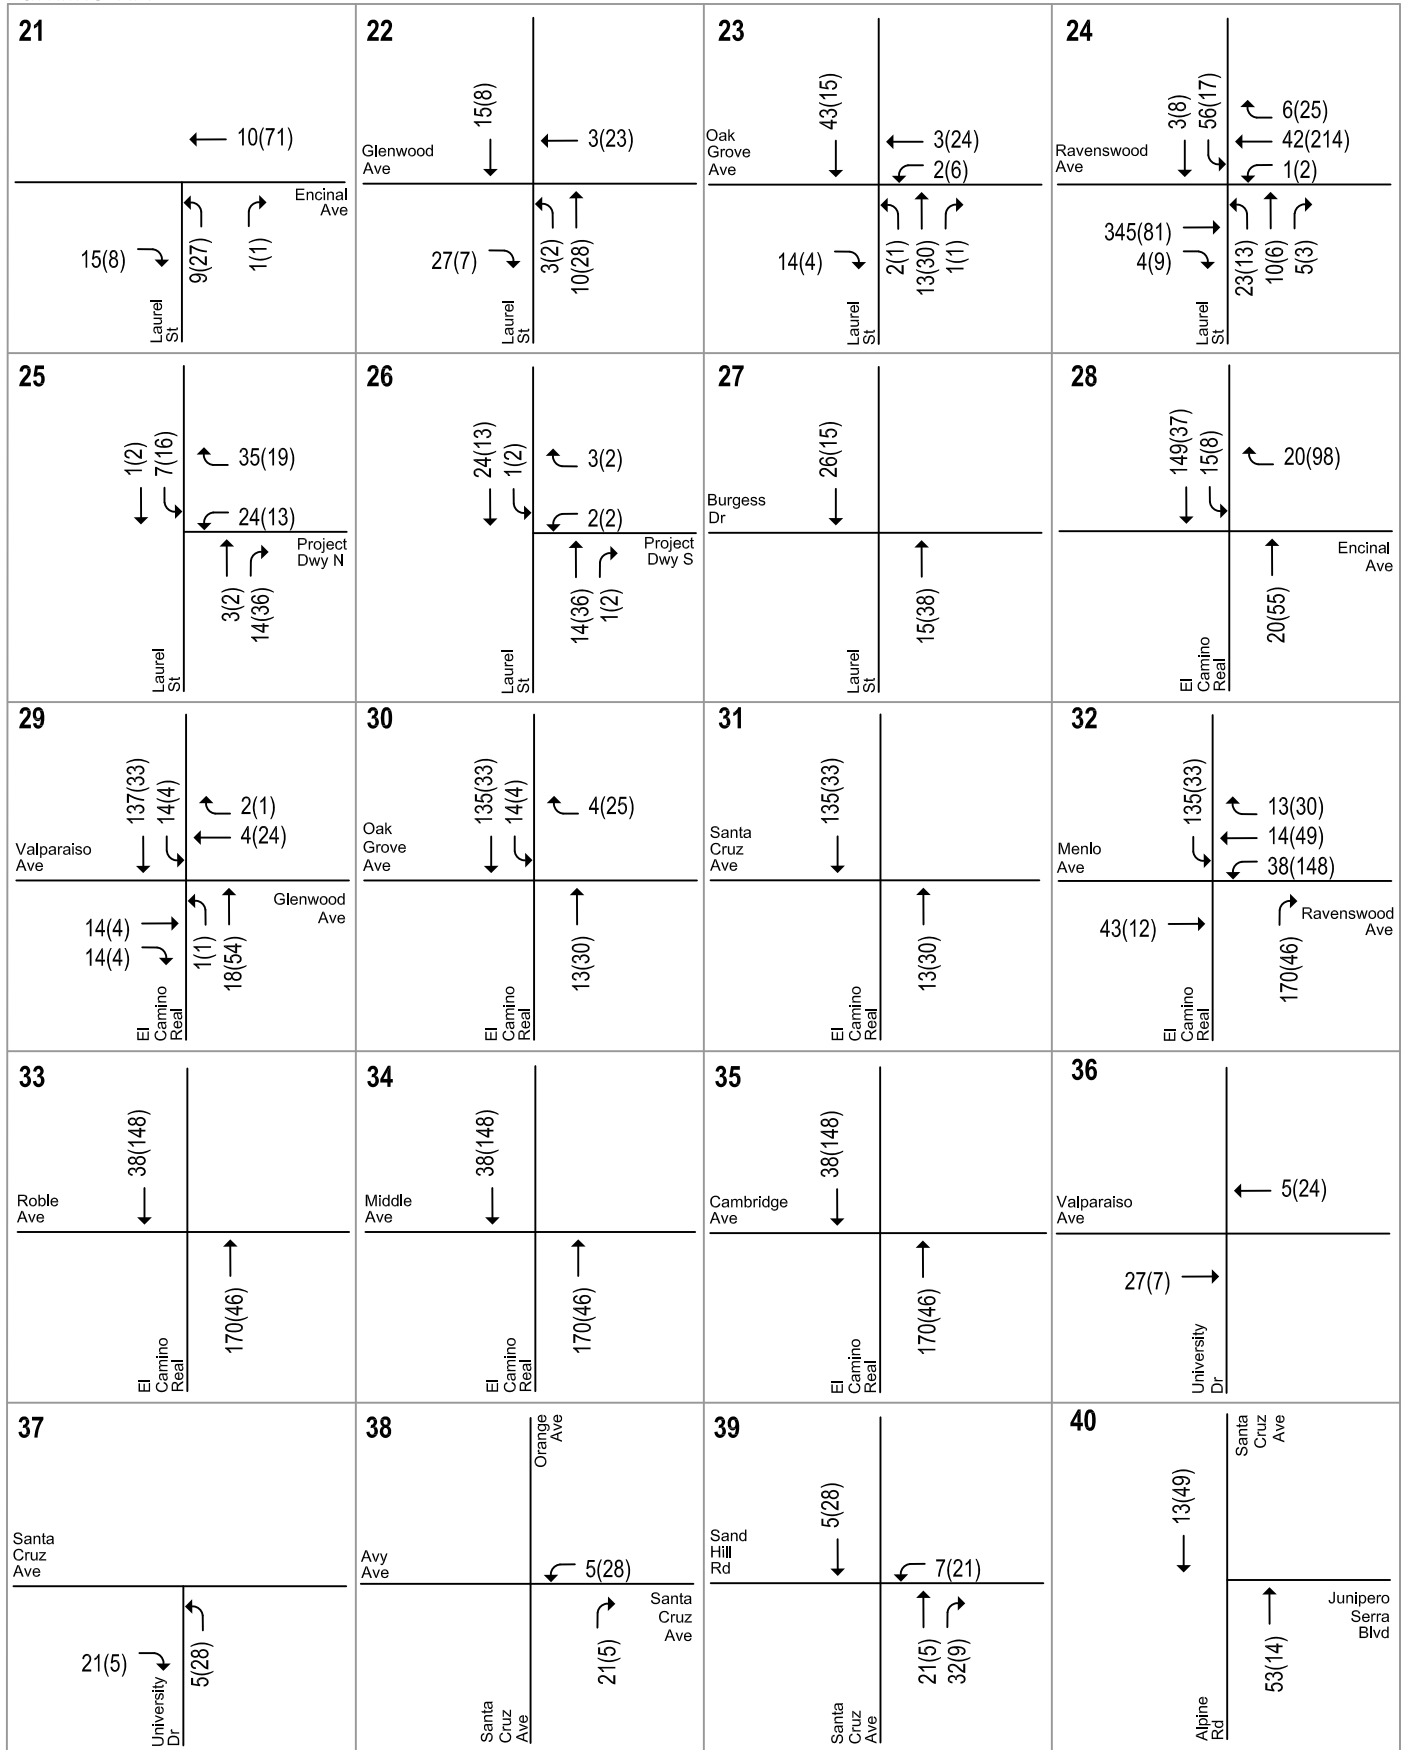 21
10(71)
Encinal
Ave
15(8)
9(27)
1(1)
Laurel
St
22
15(8)
3(23)
Glenwood
Ave
27(7)
3(2)
10(28)
Laurel
St
23
43(15)
Oak
Grove
Ave
3(24)
2(6)
14(4)
2(1)
13(30)
1(1)
Laurel
St
24
3(8)
56(17)
6(25)
42(214)
1(2)
Ravenswood
Ave
345(81)
4(9)
23(13)
10(6)
5(3)
Laurel
St
25
1(2)
7(16)
35(19)
24(13)
Project
Dwy N
3(2)
14(36)
Laurel
St
26
24(13)
1(2)
3(2)
2(2)
Project
Dwy S
14(36)
1(2)
Laurel
St
27
26(15)
Burgess
Dr
15(38)
Laurel
St
28
149(37)
15(8)
20(98)
Encinal
Ave
20(55)
El
Camino
Real
29
137(33)
14(4)
2(1)
4(24)
Valparaiso
Ave
Glenwood
Ave
14(4)
14(4)
1(1)
18(54)
El
Camino
Real
30
135(33)
14(4)
4(25)
Oak
Grove
Ave
13(30)
El
Camino
Real
31
135(33)
Santa
Cruz
Ave
13(30)
El
Camino
Real
32
135(33)
13(30)
14(49)
38(148)
Menlo
Ave
Ravenswood
Ave
43(12)
170(46)
El
Camino
Real
33
38(148)
Roble
Ave
170(46)
El
Camino
Real
34
38(148)
Middle
Ave
170(46)
El
Camino
Real
35
38(148)
Cambridge
Ave
170(46)
El
Camino
Real
36
5(24)
Valparaiso
Ave
27(7)
University
Dr
37
Santa
Cruz
Ave
21(5)
5(28)
University
Dr
38
Orange
Ave
Avy
Ave
5(28)
Santa
Cruz
Ave
21(5)
Santa
Cruz
Ave
39
5(28)
Sand
Hill
Rd
7(21)
21(5)
32(9)
Santa
Cruz
Ave
40
Santa
Cruz
Ave
13(49)
Junipero
Serra
Blvd
53(14)
Alpine
Rd